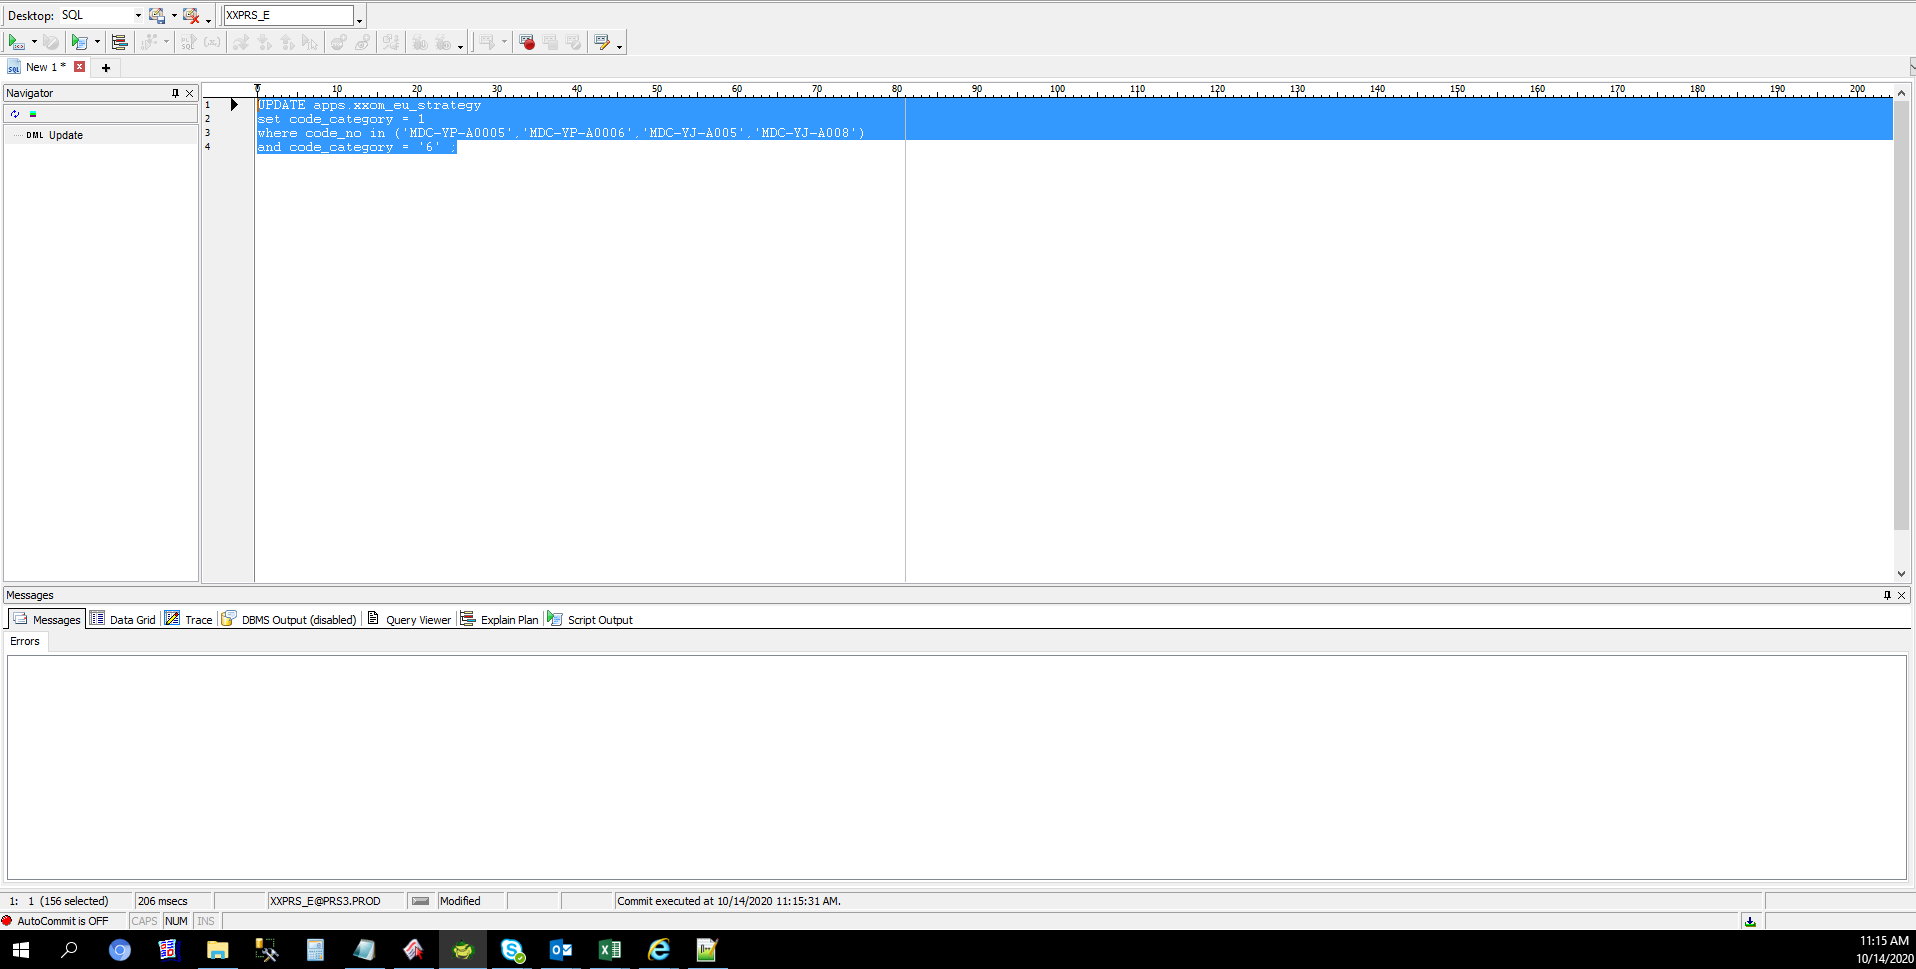 Desktop: SQL
XXPRS_E
New 1 *
Navigator
DML Update
0 10 20 30 40 50 60 70 80 90 100 110 120 130 140 150 160 170 180 190 200
1 UPDATE apps.xxom_eu_strategy
2 set code_category = 1
3 where code_no in ('MDC-YP-A0005','MDC-YP-A0006','MDC-YJ-A005','MDC-YJ-A008')
4 and code_category = '6' ;
Messages
Messages Data Grid Trace DBMS Output (disabled) Query Viewer Explain Plan Script Output
Errors
1: 1 (156 selected) 206 msecs XXPRS_E@PRS3.PROD Modified Commit executed at 10/14/2020 11:15:31 AM.
AutoCommit is OFF CAPS NUM INS
11:15 AM
10/14/2020